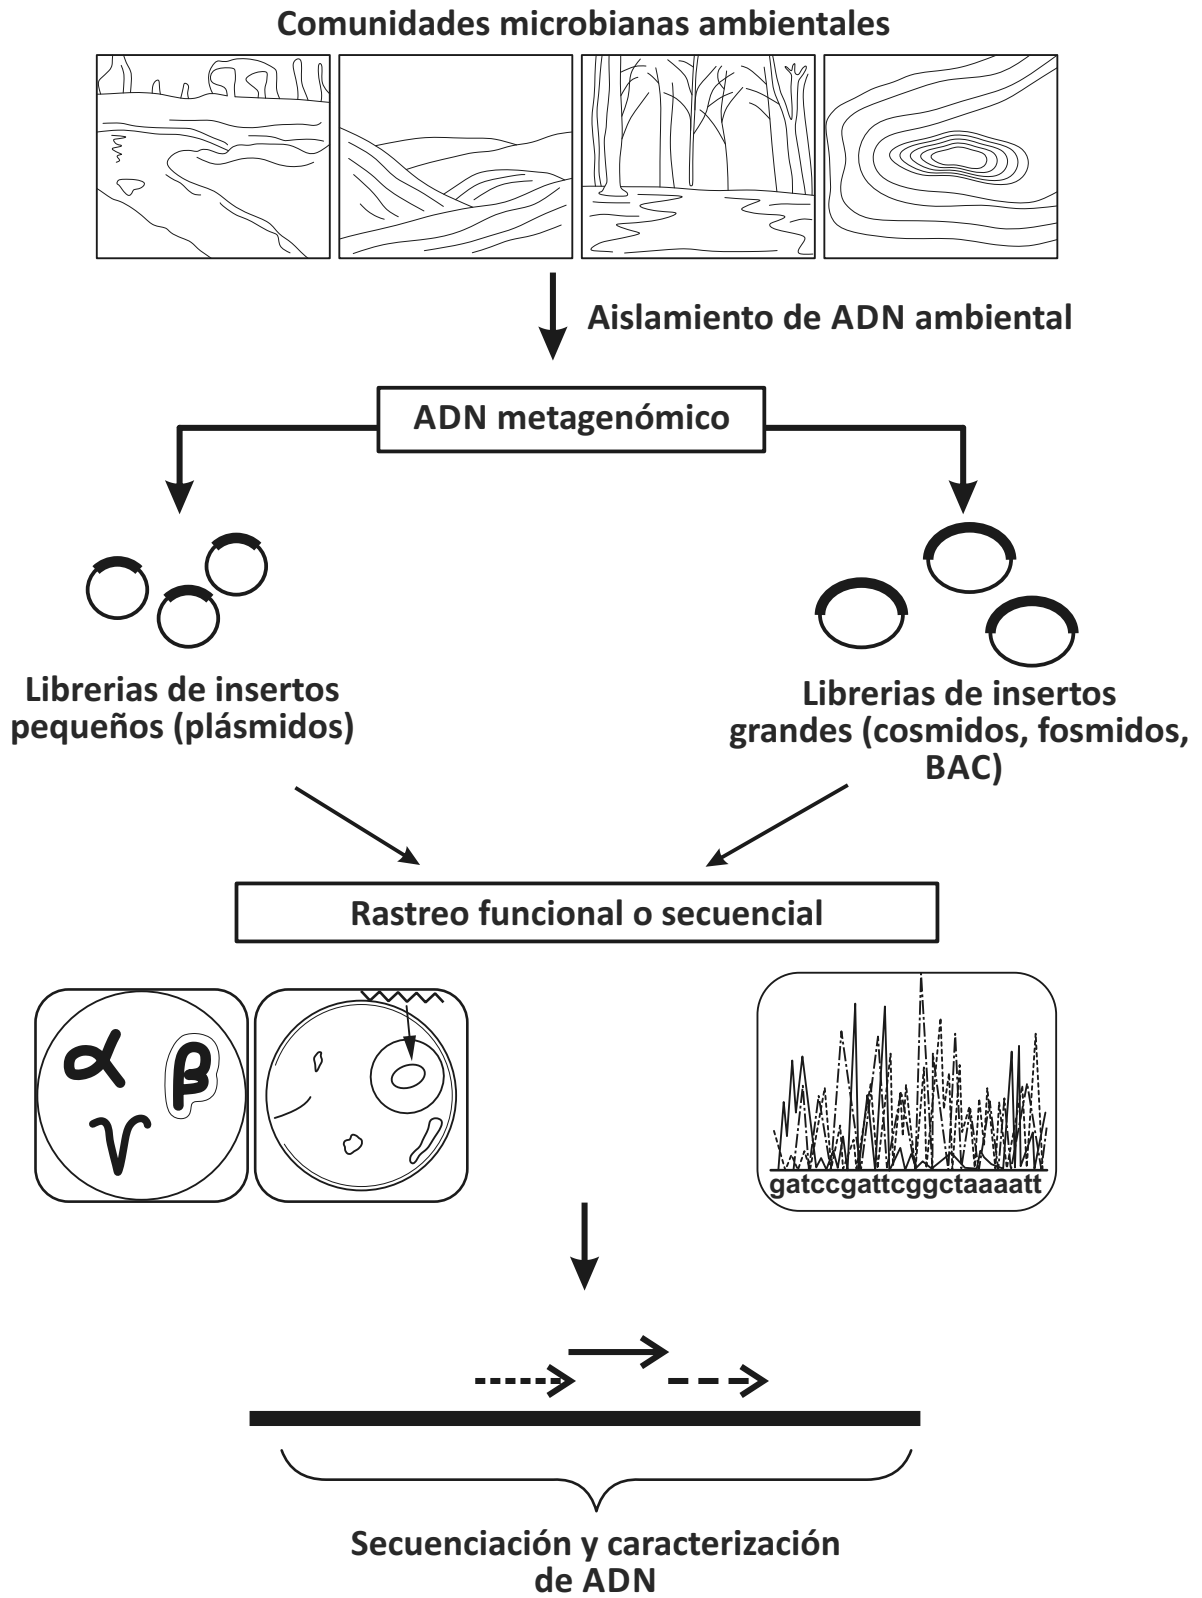 Comunidades microbianas ambientales
Aislamiento de ADN ambiental
ADN metagenómico
Librerias de insertos
pequeños (plásmidos)
Librerias de insertos
grandes (cosmidos, fosmidos,
BAC)
Rastreo funcional o secuencial
α
β
γ
gatccgattcggctaaaatt
Secuenciación y caracterización
de ADN